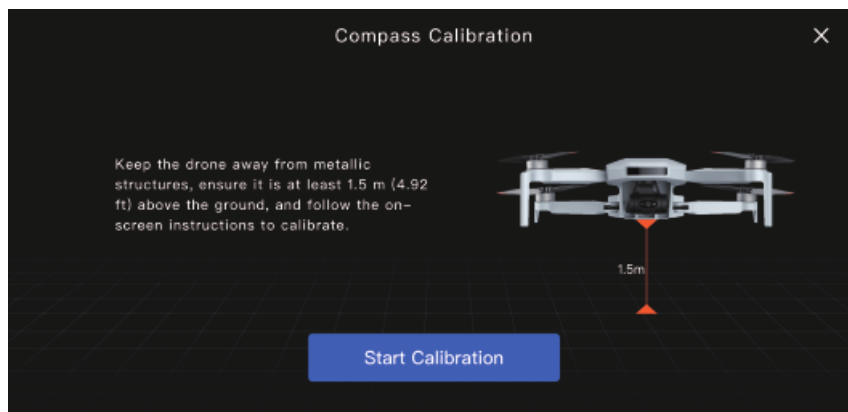 Compass Calibration
Keep the drone away from metallic
structures, ensure it is at least 1.5 m (4.92
ft) above the ground, and follow the on-
screen instructions to calibrate.
1.5m
Start Calibration